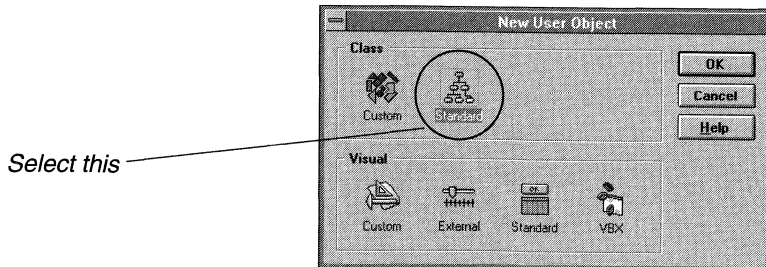 New User Object
Class
Custom
Standard
OK
Cancel
Help
Select this
Visual
Custom
External
Standard
VBX